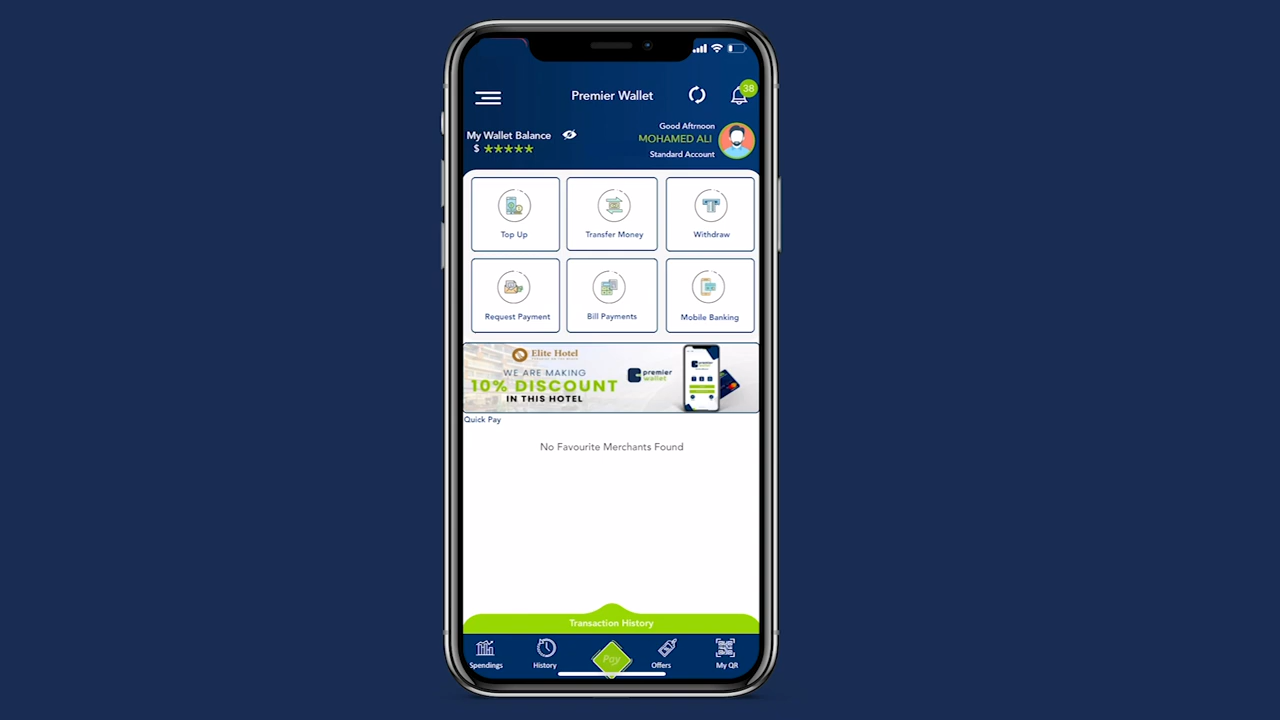 Premier Wallet
38
My Wallet Balance
$ *****
Good Aftrnoon
MOHAMED ALI
Standard Account
Top Up
Transfer Money
Withdraw
Request Payment
Bill Payments
Mobile Banking
Elite Hotel
WE ARE MAKING
10% DISCOUNT
IN THIS HOTEL
premier
wallet
Quick Pay
No Favourite Merchants Found
Transaction History
Spendings
History
Pay
Offers
My QR